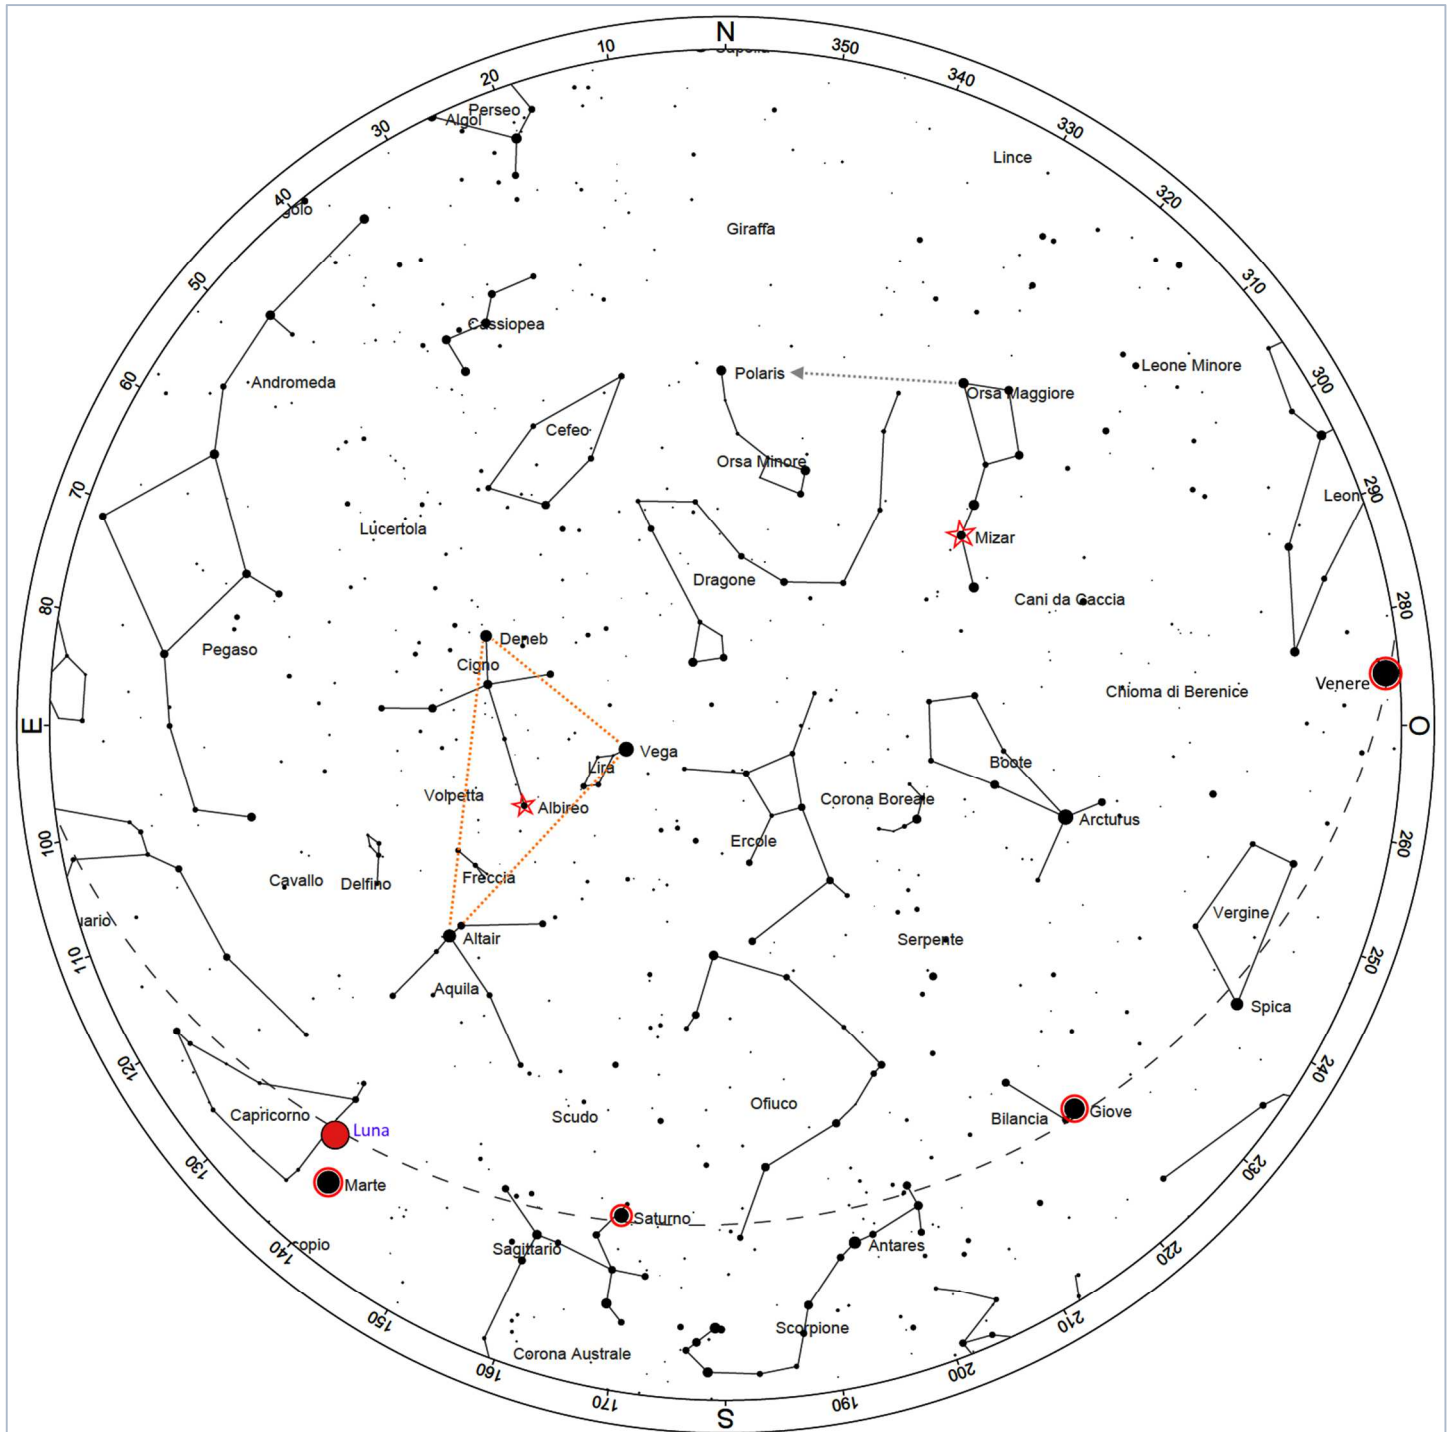 N
Capella
10
350
20
340
Perseo
Algol
30
330
Lince
40
320
golo
Giraffa
50
310
Cassiopea
60
Andromeda
Polaris
Leone Minore
300
Orsa Maggiore
Cefeo
Orsa Minore
70
290
Leon
Lucertola
Mizar
Dragone
Cani da Caccia
80
280
Pegaso
Deneb
Cigno
Venere
Chioma di Berenice
E
O
Vega
Lira
Boote
Volpetta
Albireo
Corona Boreale
Arcturus
Ercole
100
260
Cavallo
Delfino
Freccia
uario
Vergine
Altair
Serpente
110
250
Aquila
Spica
120
240
Capricorno
Scudo
Ofiuco
Bilancia
Giove
Luna
130
230
Marte
Saturno
140
copio
Sagittario
Antares
220
150
210
Scorpione
Corona Australe
160
200
170
190
S